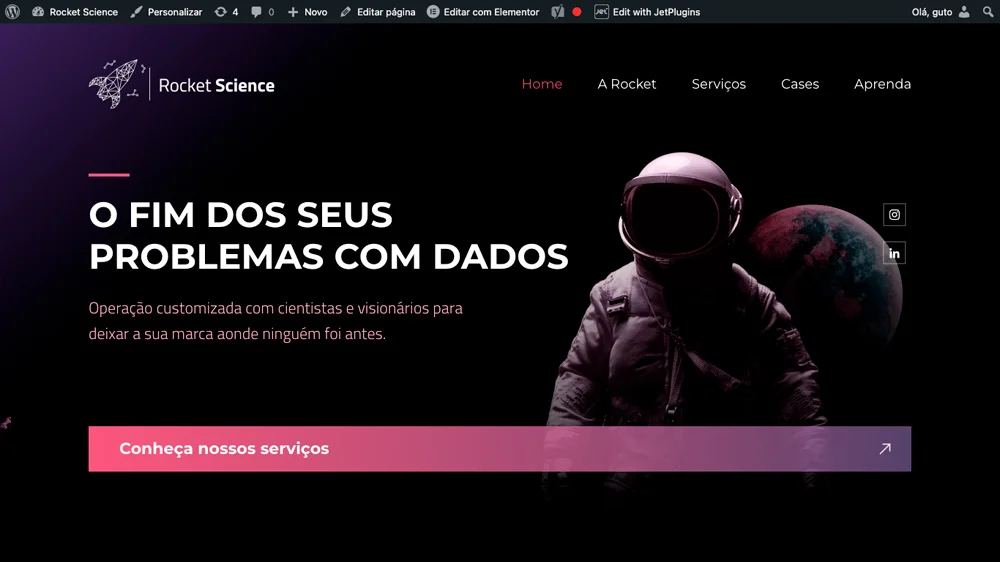 Rocket Science
Personalizar
4
0
Novo
Editar página
Editar com Elementor
Jet
Edit with JetPlugins
Olá, guto
Rocket Science
Home
A Rocket
Serviços
Cases
Aprenda
O FIM DOS SEUS
PROBLEMAS COM DADOS
Operação customizada com cientistas e visionários para
deixar a sua marca aonde ninguém foi antes.
in
Conheça nossos serviços